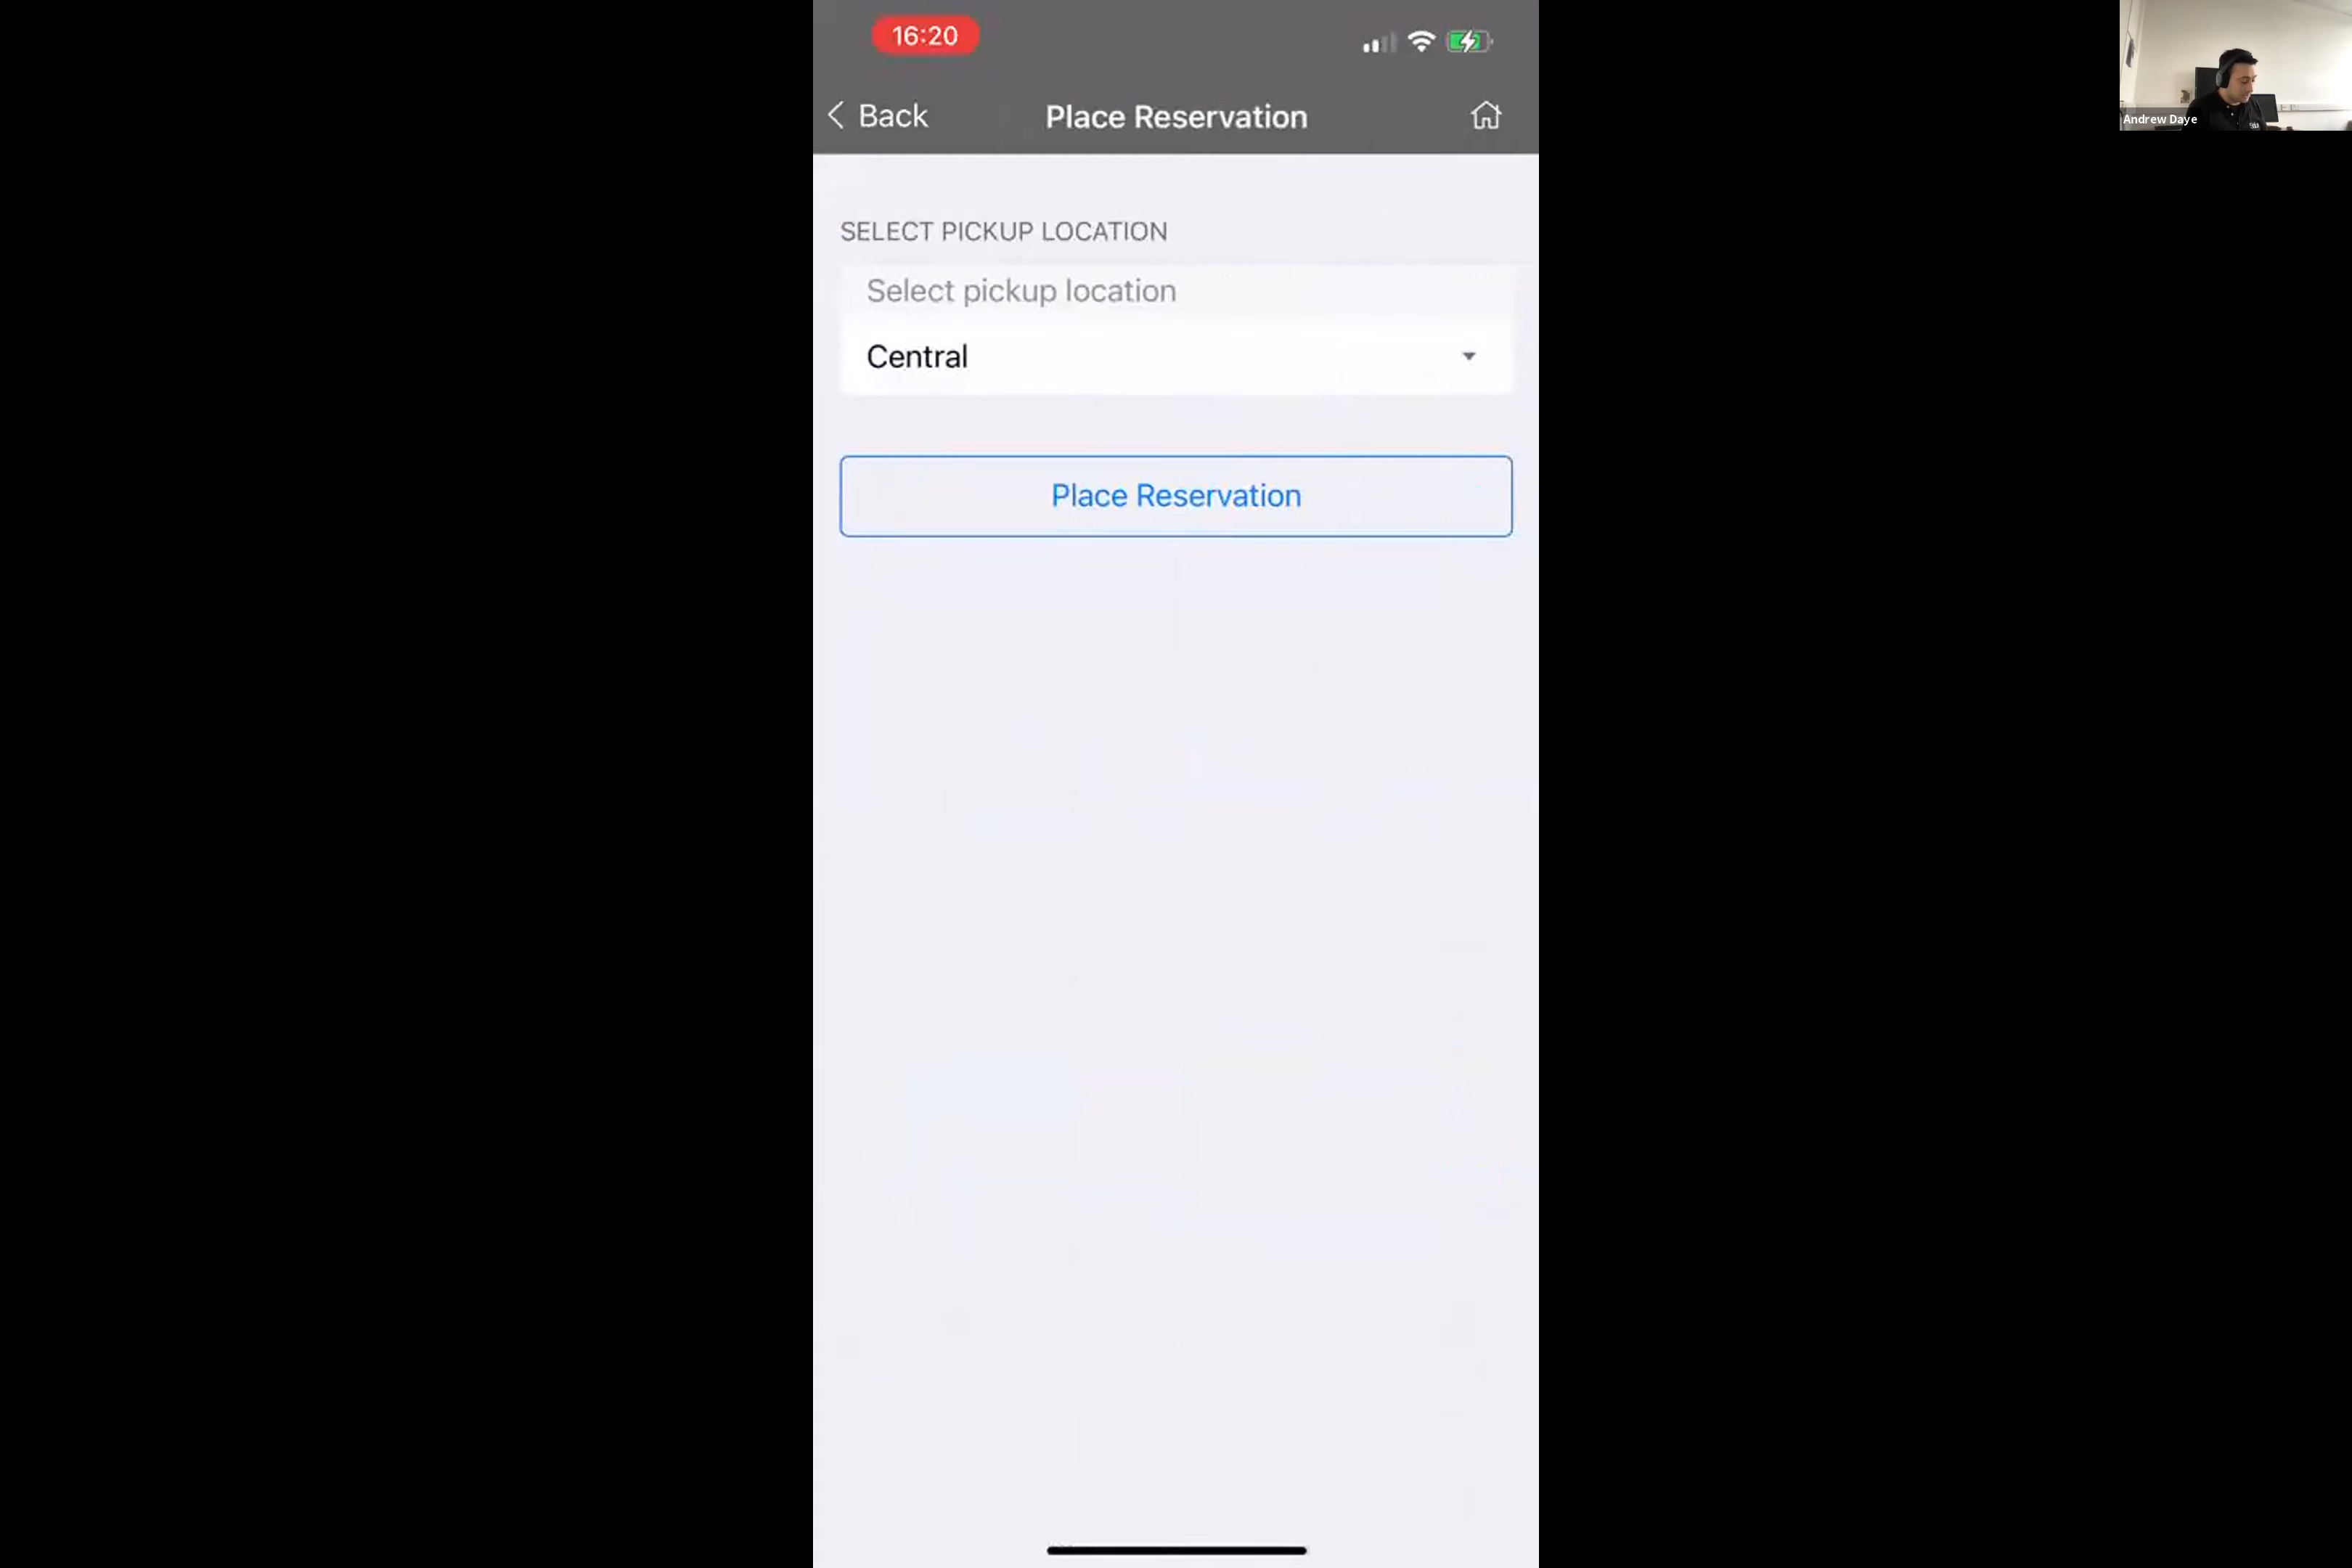 16:20
Back
Place Reservation
SELECT PICKUP LOCATION
Select pickup location
Central
Place Reservation
Andrew Daye